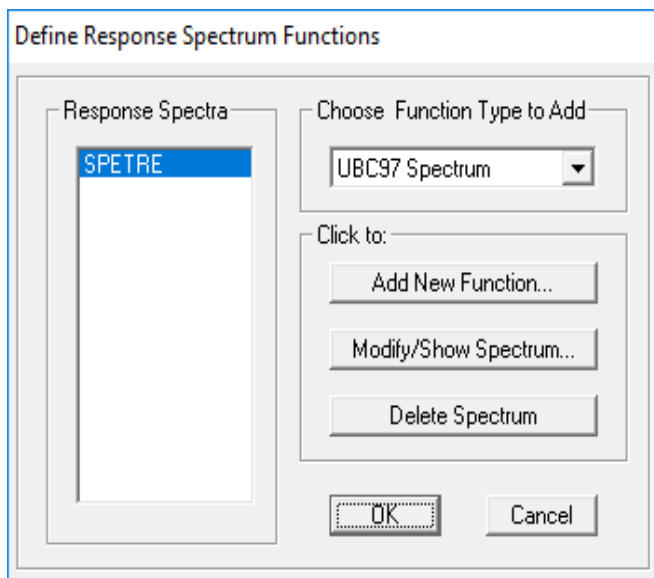 Define Response Spectrum Functions
Response Spectra
SPETRE
Choose Function Type to Add
UBC97 Spectrum
Click to:
Add New Function...
Modify/Show Spectrum...
Delete Spectrum
OK
Cancel